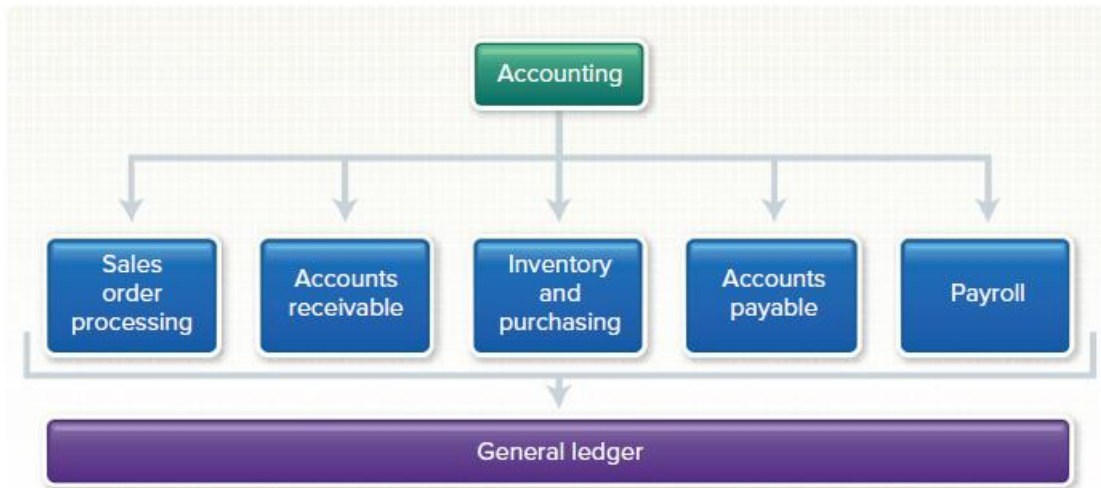 Accounting
Sales
order
processing
Accounts
receivable
Inventory
and
purchasing
Accounts
payable
Payroll
General ledger